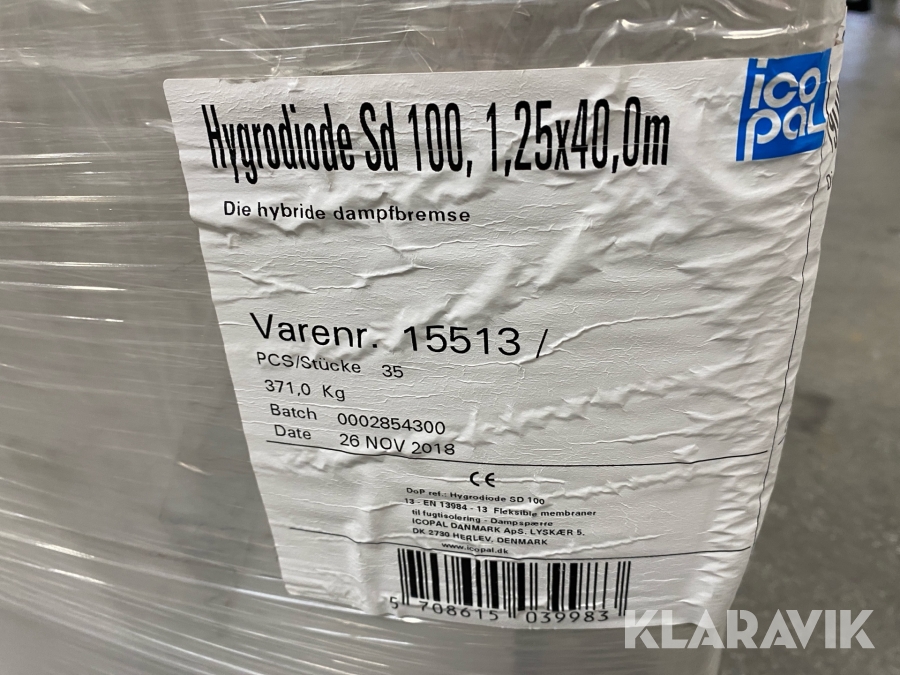 Hygrodiode Sd 100, 1,25x40,0m
ico
pal
Die hybride dampfbremse
Varenr. 15513 /
PCS/Stücke 35
371,0 Kg
Batch 0002854300
Date 26 NOV 2018
CE
DoP ref.: Hygrodiode SD 100
13 - EN 13984 - 13 Fleksible membraner
til fugtisolering - Dampspærre
ICOPAL DANMARK ApS. LYSKÆR 5.
DK 2730 HERLEV, DENMARK
www.icopal.dk
5 708615 039983
KLARAVIK